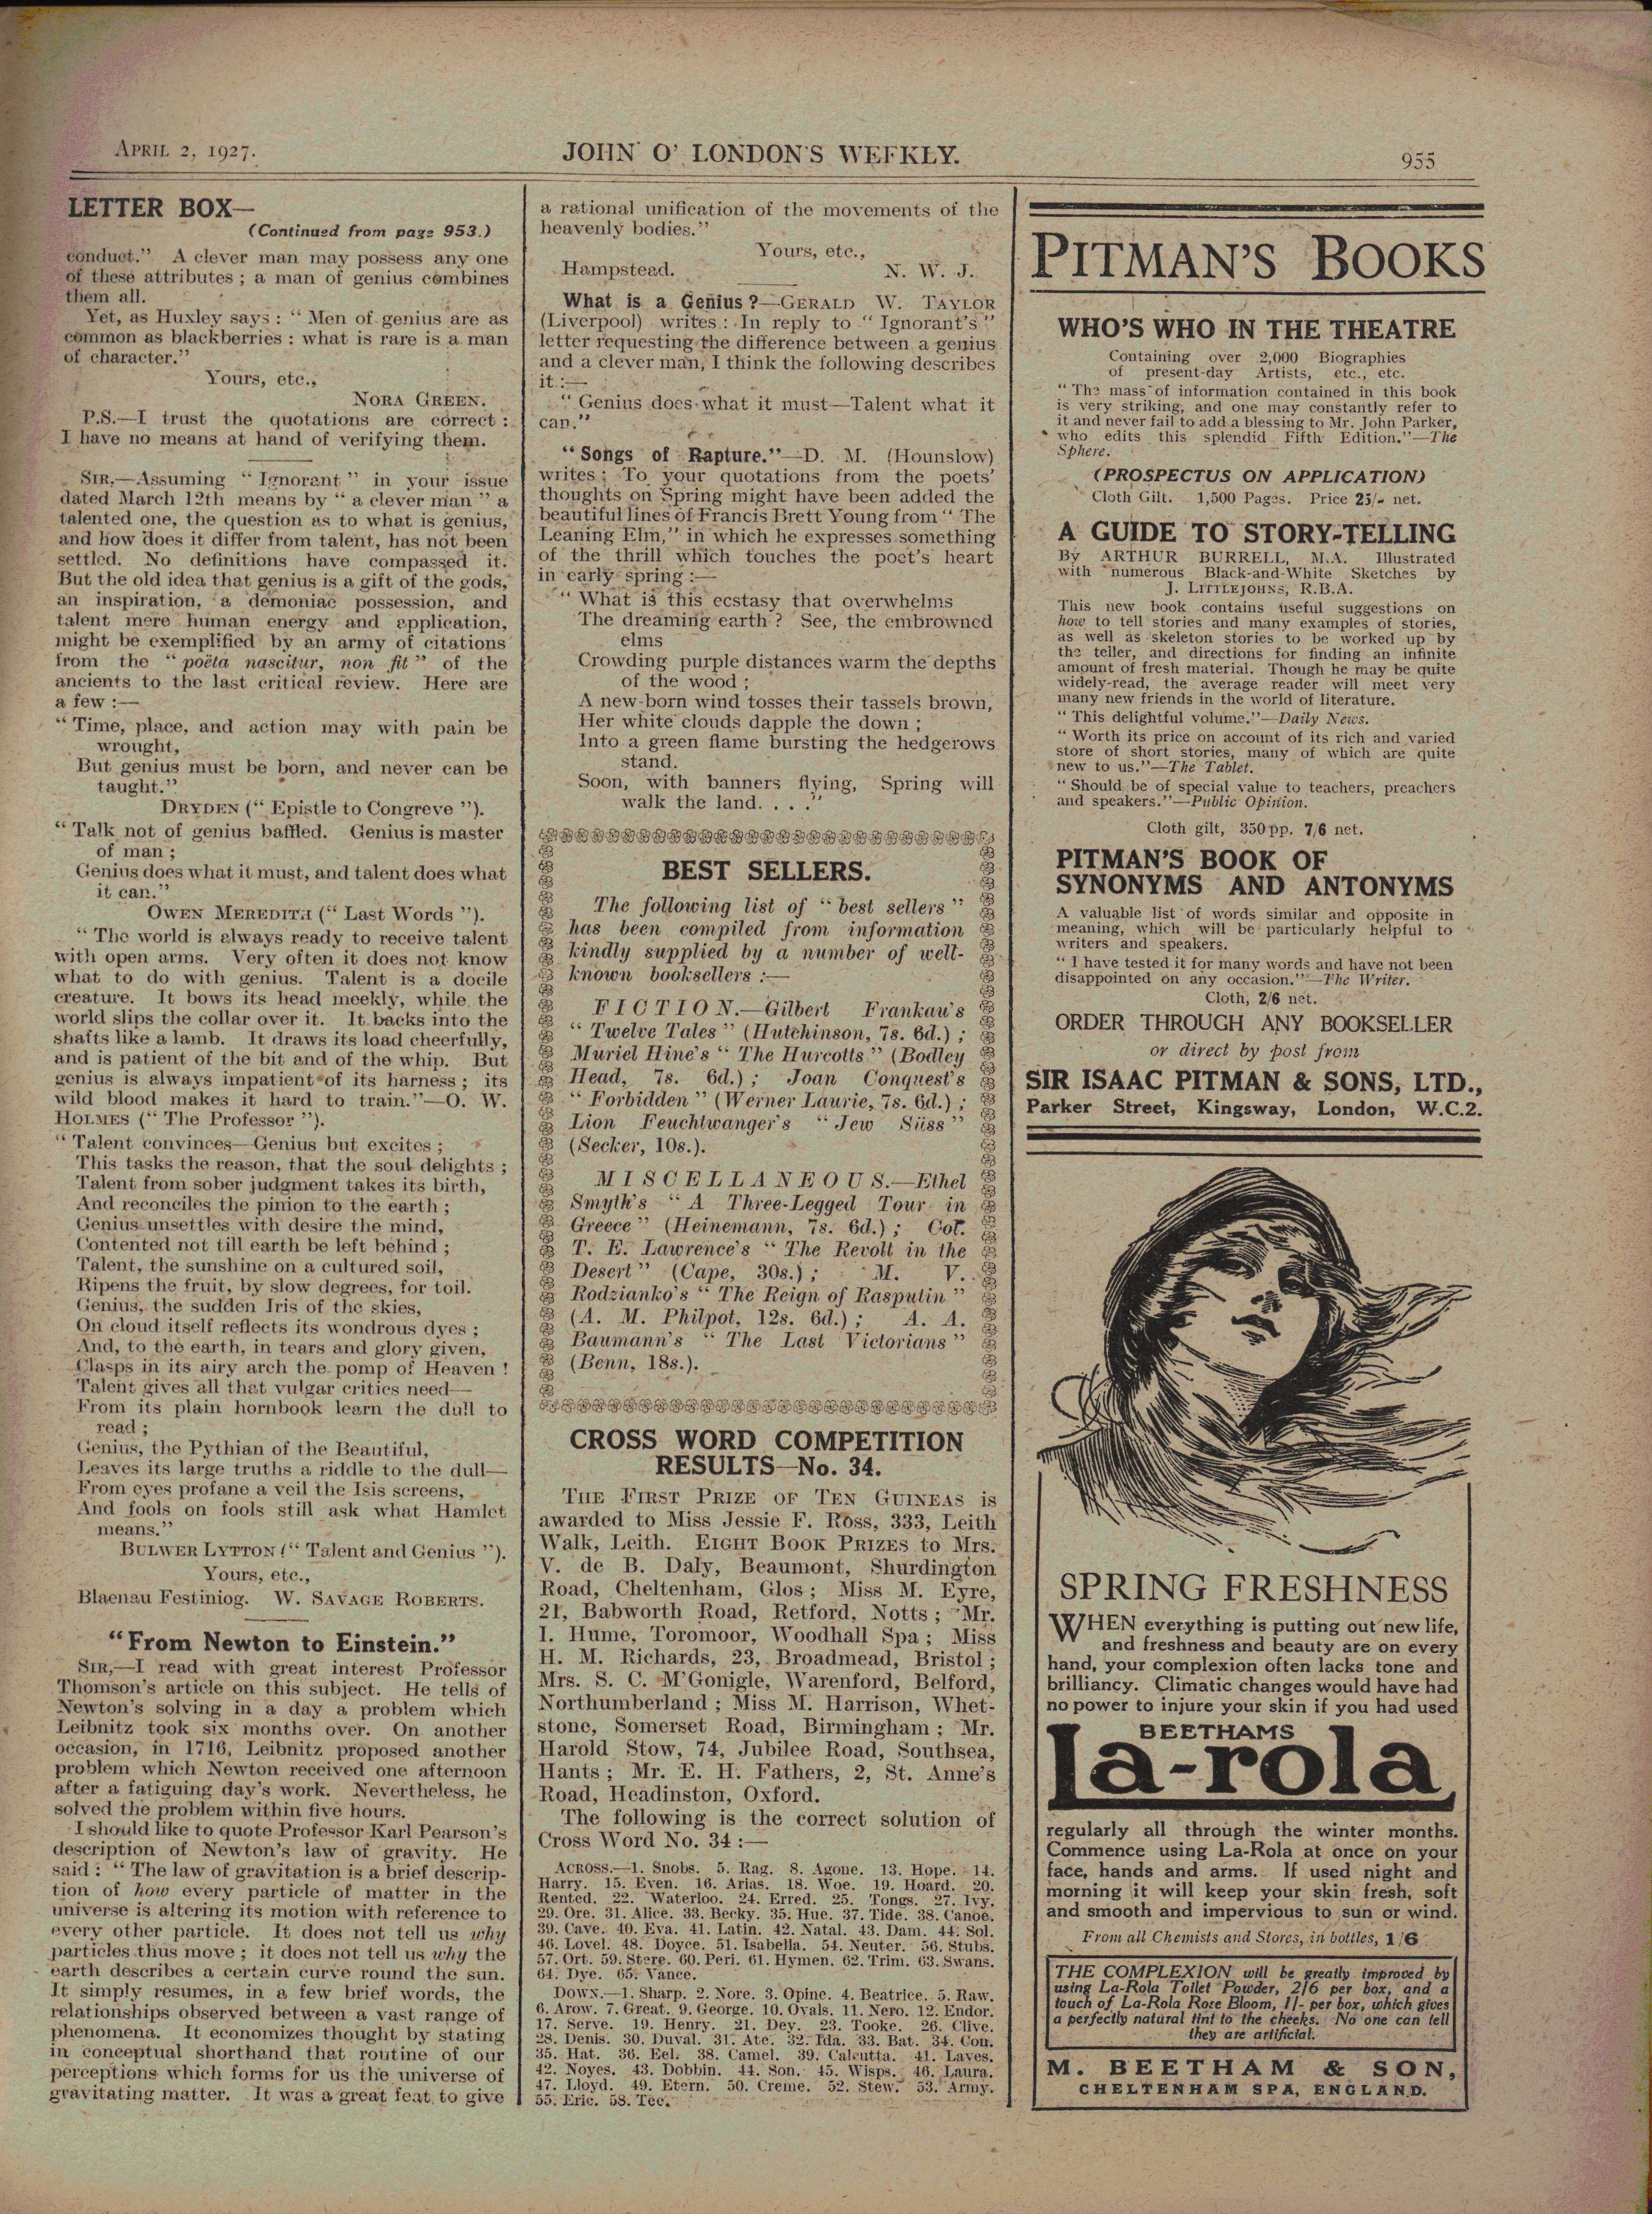 APRIL 2, 1927.
JOHN O' LONDON'S WEEKLY.
955
LETTER BOX—
(Continued from page 953.)
conduct." A clever man may possess any one
of these attributes ; a man of genius combines
them all.
Yet, as Huxley says : " Men of genius are as
common as blackberries : what is rare is a man
of character."
Yours, etc.,
NORA GREEN.
P.S.—I trust the quotations are correct :
I have no means at hand of verifying them.
SIR,—Assuming " Ignorant " in your issue
dated March 12th means by " a clever man " a
talented one, the question as to what is genius,
and how does it differ from talent, has not been
settled. No definitions have compassed it.
But the old idea that genius is a gift of the gods,
an inspiration, a demoniac possession, and
talent mere human energy and application,
might be exemplified by an army of citations
from the " poëta nascitur, non fit " of the
ancients to the last critical review. Here are
a few :—
" Time, place, and action may with pain be
wrought,
But genius must be born, and never can be
taught."
DRYDEN (" Epistle to Congreve ").
" Talk not of genius baffled. Genius is master
of man ;
Genius does what it must, and talent does what
it can."
OWEN MEREDITH (" Last Words ").
" The world is always ready to receive talent
with open arms. Very often it does not know
what to do with genius. Talent is a docile
creature. It bows its head meekly, while the
world slips the collar over it. It backs into the
shafts like a lamb. It draws its load cheerfully,
and is patient of the bit and of the whip. But
genius is always impatient of its harness ; its
wild blood makes it hard to train."—O. W.
HOLMES (" The Professor ").
" Talent convinces—Genius but excites ;
This tasks the reason, that the soul delights ;
Talent from sober judgment takes its birth,
And reconciles the pinion to the earth ;
Genius unsettles with desire the mind,
Contented not till earth be left behind ;
Talent, the sunshine on a cultured soil,
Ripens the fruit, by slow degrees, for toil.
Genius, the sudden Iris of the skies,
On cloud itself reflects its wondrous dyes ;
And, to the earth, in tears and glory given,
Clasps in its airy arch the pomp of Heaven !
Talent gives all that vulgar critics need—
From its plain hornbook learn the dull to
read ;
Genius, the Pythian of the Beautiful,
Leaves its large truths a riddle to the dull—
From eyes profane a veil the Isis screens,
And fools on fools still ask what Hamlet
means."
BULWER LYTTON (" Talent and Genius ").
Yours, etc.,
Blaenau Festiniog. W. SAVAGE ROBERTS.
"From Newton to Einstein."
SIR,—I read with great interest Professor
Thomson's article on this subject. He tells of
Newton's solving in a day a problem which
Leibnitz took six months over. On another
occasion, in 1716, Leibnitz proposed another
problem which Newton received one afternoon
after a fatiguing day's work. Nevertheless, he
solved the problem within five hours.
I should like to quote Professor Karl Pearson's
description of Newton's law of gravity. He
said : " The law of gravitation is a brief descrip-
tion of how every particle of matter in the
universe is altering its motion with reference to
every other particle. It does not tell us why
particles thus move ; it does not tell us why the
earth describes a certain curve round the sun.
It simply resumes, in a few brief words, the
relationships observed between a vast range of
phenomena. It economizes thought by stating
in conceptual shorthand that routine of our
perceptions which forms for us the universe of
gravitating matter. It was a great feat to give
a rational unification of the movements of the
heavenly bodies."
Yours, etc.,
Hampstead. N. W. J.
What is a Genius ?—GERALD W. TAYLOR
(Liverpool) writes : In reply to " Ignorant's "
letter requesting the difference between a genius
and a clever man, I think the following describes
it :—
" Genius does what it must—Talent what it
can."
"Songs of Rapture."—D. M. (Hounslow)
writes : To your quotations from the poets'
thoughts on Spring might have been added the
beautiful lines of Francis Brett Young from " The
Leaning Elm," in which he expresses something
of the thrill which touches the poet's heart
in early spring :—
" What is this ecstasy that overwhelms
The dreaming earth ? See, the embrowned
elms
Crowding purple distances warm the depths
of the wood ;
A new-born wind tosses their tassels brown,
Her white clouds dapple the down ;
Into a green flame bursting the hedgerows
stand.
Soon, with banners flying, Spring will
walk the land. . . ."
BEST SELLERS.
The following list of " best sellers "
has been compiled from information
kindly supplied by a number of well-
known booksellers :—
FICTION.—Gilbert Frankau's
" Twelve Tales " (Hutchinson, 7s. 6d.) ;
Muriel Hine's " The Hurcotts " (Bodley
Head, 7s. 6d.) ; Joan Conquest's
" Forbidden " (Werner Laurie, 7s. 6d.) ;
Lion Feuchtwanger's " Jew Süss "
(Secker, 10s.).
MISCELLANEOUS.—Ethel
Smyth's " A Three-Legged Tour in
Greece " (Heinemann, 7s. 6d.) ; Col.
T. E. Lawrence's " The Revolt in the
Desert " (Cape, 30s.) ; M. V.
Rodzianko's " The Reign of Rasputin "
(A. M. Philpot, 12s. 6d.) ; A. A.
Baumann's " The Last Victorians "
(Benn, 18s.).
CROSS WORD COMPETITION
RESULTS—No. 34.
THE FIRST PRIZE OF TEN GUINEAS is
awarded to Miss Jessie F. Ross, 333, Leith
Walk, Leith. EIGHT BOOK PRIZES to Mrs.
V. de B. Daly, Beaumont, Shurdington
Road, Cheltenham, Glos ; Miss M. Eyre,
21, Babworth Road, Retford, Notts ; Mr.
I. Hume, Toromoor, Woodhall Spa ; Miss
H. M. Richards, 23, Broadmead, Bristol ;
Mrs. S. C. M'Gonigle, Warenford, Belford,
Northumberland ; Miss M. Harrison, Whet-
stone, Somerset Road, Birmingham ; Mr.
Harold Stow, 74, Jubilee Road, Southsea,
Hants ; Mr. E. H. Fathers, 2, St. Anne's
Road, Headinston, Oxford.
The following is the correct solution of
Cross Word No. 34 :—
ACROSS.—1. Snobs. 5. Rag. 8. Agone. 13. Hope. 14.
Harry. 15. Even. 16. Arias. 18. Woe. 19. Hoard. 20.
Rented. 22. Waterloo. 24. Erred. 25. Tongs. 27. Ivy.
29. Ore. 31. Alice. 33. Becky. 35. Hue. 37. Tide. 38. Canoe.
39. Cave. 40. Eva. 41. Latin. 42. Natal. 43. Dam. 44. Sol.
46. Lovel. 48. Doyce. 51. Isabella. 54. Neuter. 56. Stubs.
57. Ort. 59. Stere. 60. Peri. 61. Hymen. 62. Trim. 63. Swans.
64. Dye. 65. Vance.
DOWN.—1. Sharp. 2. Nore. 3. Opine. 4. Beatrice. 5. Raw.
6. Arow. 7. Great. 9. George. 10. Ovals. 11. Nero. 12. Endor.
17. Serve. 19. Henry. 21. Dey. 23. Tooke. 26. Clive.
28. Denis. 30. Duval. 31. Ate. 32. Ida. 33. Bat. 34. Con.
35. Hat. 36. Eel. 38. Camel. 39. Calcutta. 41. Laves.
42. Noyes. 43. Dobbin. 44. Son. 45. Wisps. 46. Laura.
47. Lloyd. 49. Etern. 50. Creme. 52. Stew. 53. Army.
55. Eric. 58. Tee.
PITMAN'S BOOKS
WHO'S WHO IN THE THEATRE
Containing over 2,000 Biographies
of present-day Artists, etc., etc.
" The mass of information contained in this book
is very striking, and one may constantly refer to
it and never fail to add a blessing to Mr. John Parker,
who edits this splendid Fifth Edition."—The
Sphere.
(PROSPECTUS ON APPLICATION)
Cloth Gilt. 1,500 Pages. Price 25/- net.
A GUIDE TO STORY-TELLING
By ARTHUR BURRELL, M.A. Illustrated
with numerous Black-and-White Sketches by
J. LITTLEJOHNS, R.B.A.
This new book contains useful suggestions on
how to tell stories and many examples of stories,
as well as skeleton stories to be worked up by
the teller, and directions for finding an infinite
amount of fresh material. Though he may be quite
widely-read, the average reader will meet very
many new friends in the world of literature.
" This delightful volume."—Daily News.
" Worth its price on account of its rich and varied
store of short stories, many of which are quite
new to us."—The Tablet.
" Should be of special value to teachers, preachers
and speakers."—Public Opinion.
Cloth gilt, 350 pp. 7/6 net.
PITMAN'S BOOK OF
SYNONYMS AND ANTONYMS
A valuable list of words similar and opposite in
meaning, which will be particularly helpful to
writers and speakers.
" I have tested it for many words and have not been
disappointed on any occasion."—The Writer.
Cloth, 2/6 net.
ORDER THROUGH ANY BOOKSELLER
or direct by post from
SIR ISAAC PITMAN & SONS, LTD.,
Parker Street, Kingsway, London, W.C.2.
SPRING FRESHNESS
WHEN everything is putting out new life,
and freshness and beauty are on every
hand, your complexion often lacks tone and
brilliancy. Climatic changes would have had
no power to injure your skin if you had used
BEETHAMS
la-rola
regularly all through the winter months.
Commence using La-Rola at once on your
face, hands and arms. If used night and
morning it will keep your skin fresh, soft
and smooth and impervious to sun or wind.
From all Chemists and Stores, in bottles, 1/6
THE COMPLEXION will be greatly improved by
using La-Rola Toilet Powder, 2/6 per box, and a
touch of La-Rola Rose Bloom, 1/- per box, which gives
a perfectly natural tint to the cheeks. No one can tell
they are artificial.
M. BEETHAM & SON,
CHELTENHAM SPA, ENGLAND.